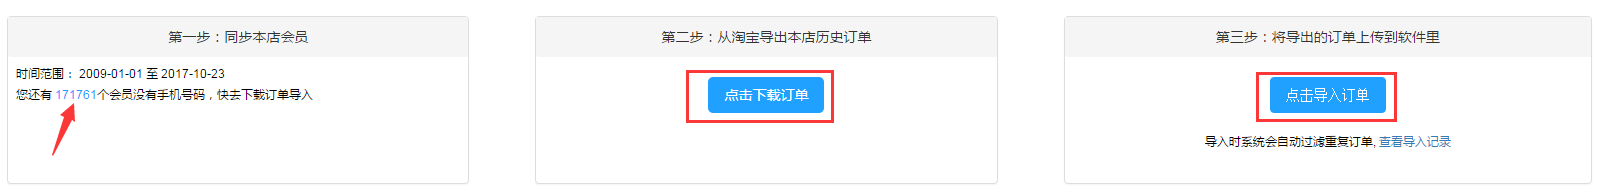 第一步：同步本店会员
时间范围： 2009-01-01 至 2017-10-23
您还有 171761个会员没有手机号码，快去下载订单导入
第二步：从淘宝导出本店历史订单
点击下载订单
第三步：将导出的订单上传到软件里
点击导入订单
导入时系统会自动过滤重复订单, 查看导入记录